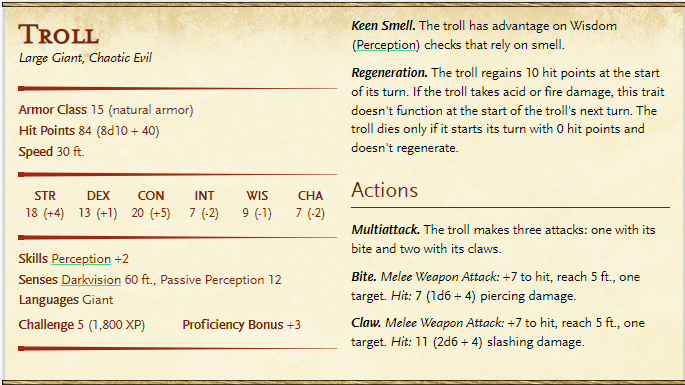 TROLL
Large Giant, Chaotic Evil
Armor Class 15 (natural armor)
Hit Points 84 (8d10 + 40)
Speed 30 ft.
STR DEX CON INT WIS CHA
18 (+4) 13 (+1) 20 (+5) 7 (-2) 9 (-1) 7 (-2)
Skills Perception +2
Senses Darkvision 60 ft., Passive Perception 12
Languages Giant
Challenge 5 (1,800 XP) Proficiency Bonus +3
Keen Smell. The troll has advantage on Wisdom
(Perception) checks that rely on smell.
Regeneration. The troll regains 10 hit points at the start
of its turn. If the troll takes acid or fire damage, this trait
doesn't function at the start of the troll's next turn. The
troll dies only if it starts its turn with 0 hit points and
doesn't regenerate.
Actions
Multiattack. The troll makes three attacks: one with its
bite and two with its claws.
Bite. Melee Weapon Attack: +7 to hit, reach 5 ft., one
target. Hit: 7 (1d6 + 4) piercing damage.
Claw. Melee Weapon Attack: +7 to hit, reach 5 ft., one
target. Hit: 11 (2d6 + 4) slashing damage.